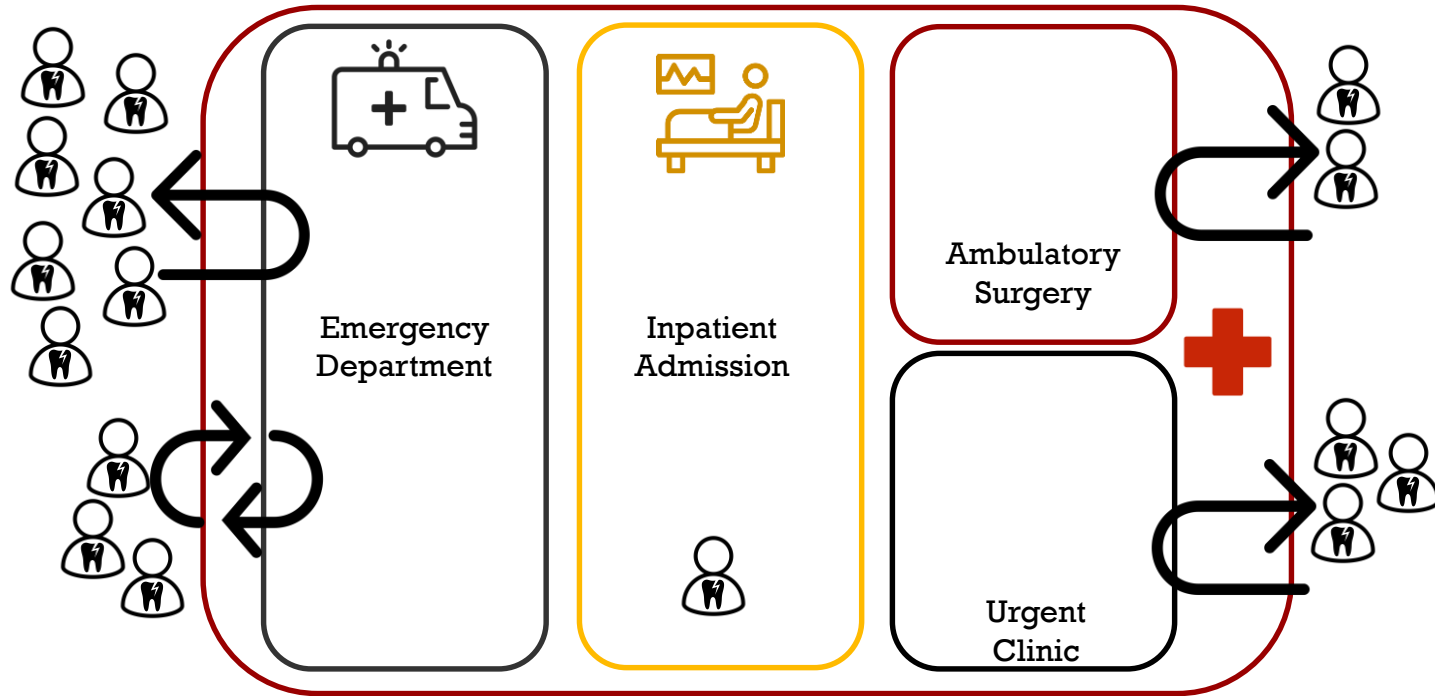 Emergency
Department
Inpatient
Admission
Ambulatory
Surgery
Urgent
Clinic